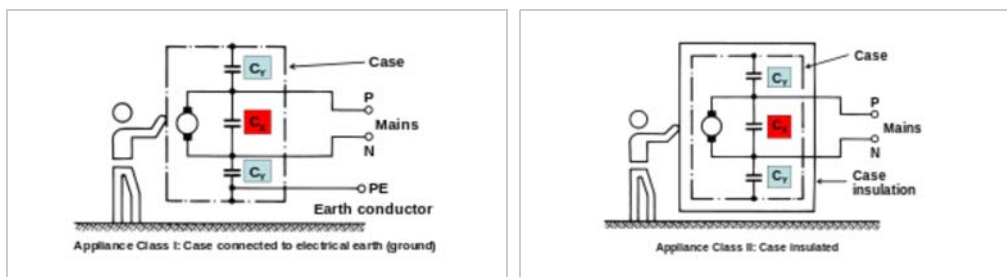 Case
CY
P
CX
Mains
N
CY
PE
Earth conductor
Appliance Class I: Case connected to electrical earth (ground)
Case
CY
P
CX
Mains
N
CY
Case
insulation
Appliance Class II: Case insulated